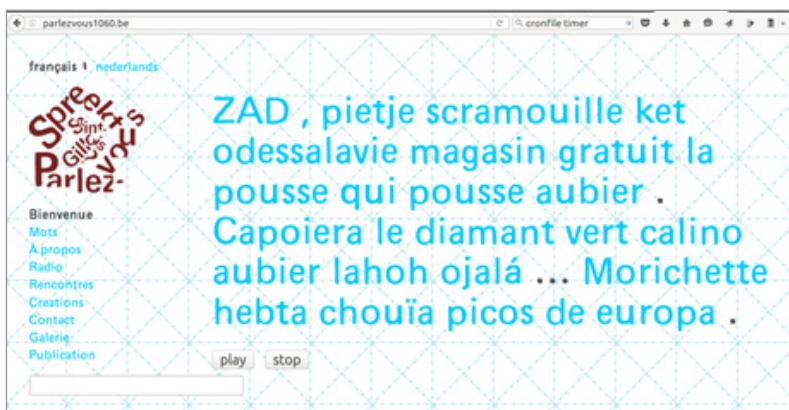 parlezvous1060.be
cronfile timer
français nederlands
Spreekt
Sint-
Gillis
vous
Parlez-
Bienvenue
Mots
À propos
Radio
Rencontres
Creations
Contact
Galerie
Publication
ZAD , pietje scramouille ket
odessalavie magasin gratuit la
pousse qui pousse aubier .
Capoiera le diamant vert calino
aubier lahoh ojalá ... Morichette
hebta chouïa picos de europa .
play stop